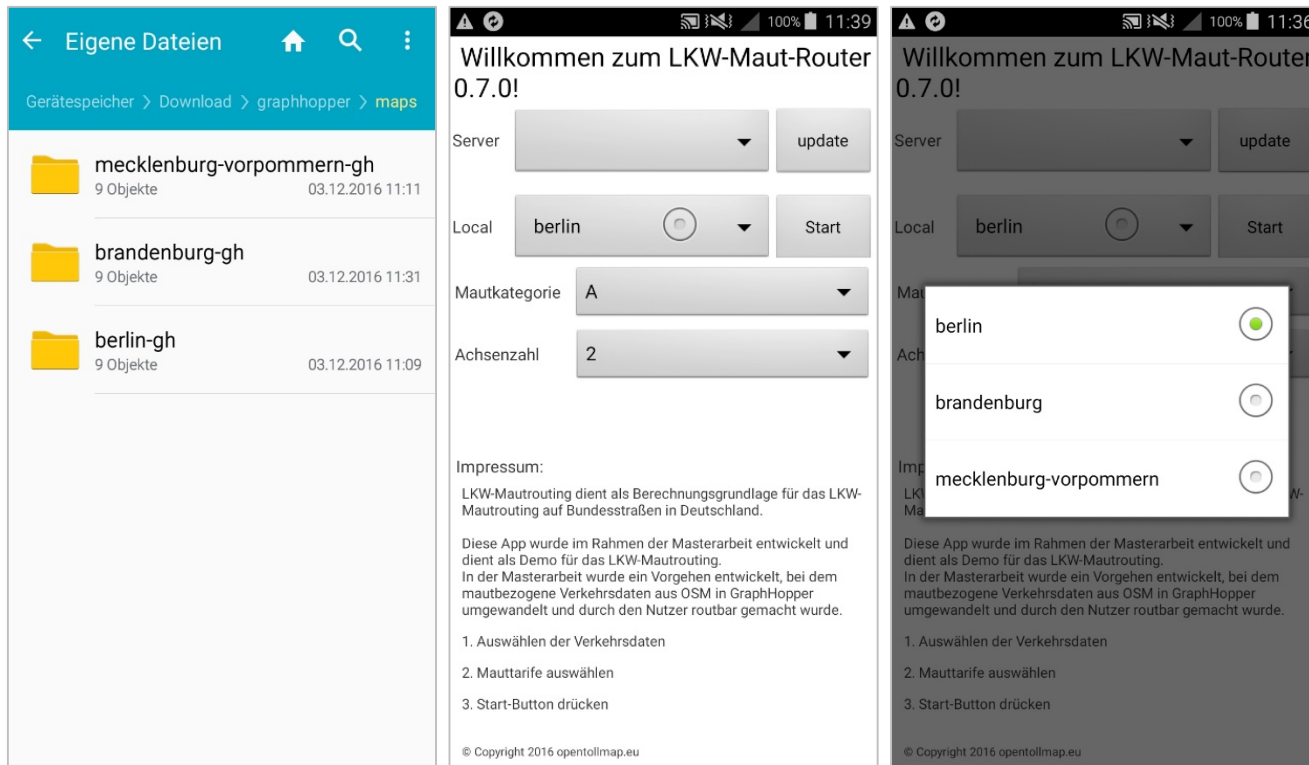 Eigene Dateien
Gerätespeicher > Download > graphhopper > maps
mecklenburg-vorpommern-gh
9 Objekte 03.12.2016 11:11
brandenburg-gh
9 Objekte 03.12.2016 11:31
berlin-gh
9 Objekte 03.12.2016 11:09
100% 11:39
Willkommen zum LKW-Maut-Router
0.7.0!
Server update
Local berlin Start
Mautkategorie A
Achsenzahl 2
Impressum:
LKW-Mautrouting dient als Berechnungsgrundlage für das LKW-
Mautrouting auf Bundesstraßen in Deutschland.
Diese App wurde im Rahmen der Masterarbeit entwickelt und
dient als Demo für das LKW-Mautrouting.
In der Masterarbeit wurde ein Vorgehen entwickelt, bei dem
mautbezogene Verkehrsdaten aus OSM in GraphHopper
umgewandelt und durch den Nutzer routbar gemacht wurde.
1. Auswählen der Verkehrsdaten
2. Mauttarife auswählen
3. Start-Button drücken
© Copyright 2016 opentollmap.eu
100% 11:36
Willkommen zum LKW-Maut-Router
0.7.0!
Server update
Local berlin Start
Mau
berlin
Ach
brandenburg
Imp
mecklenburg-vorpommern
LKW
W-
Ma
Diese App wurde im Rahmen der Masterarbeit entwickelt und
dient als Demo für das LKW-Mautrouting.
In der Masterarbeit wurde ein Vorgehen entwickelt, bei dem
mautbezogene Verkehrsdaten aus OSM in GraphHopper
umgewandelt und durch den Nutzer routbar gemacht wurde.
1. Auswählen der Verkehrsdaten
2. Mauttarife auswählen
3. Start-Button drücken
© Copyright 2016 opentollmap.eu